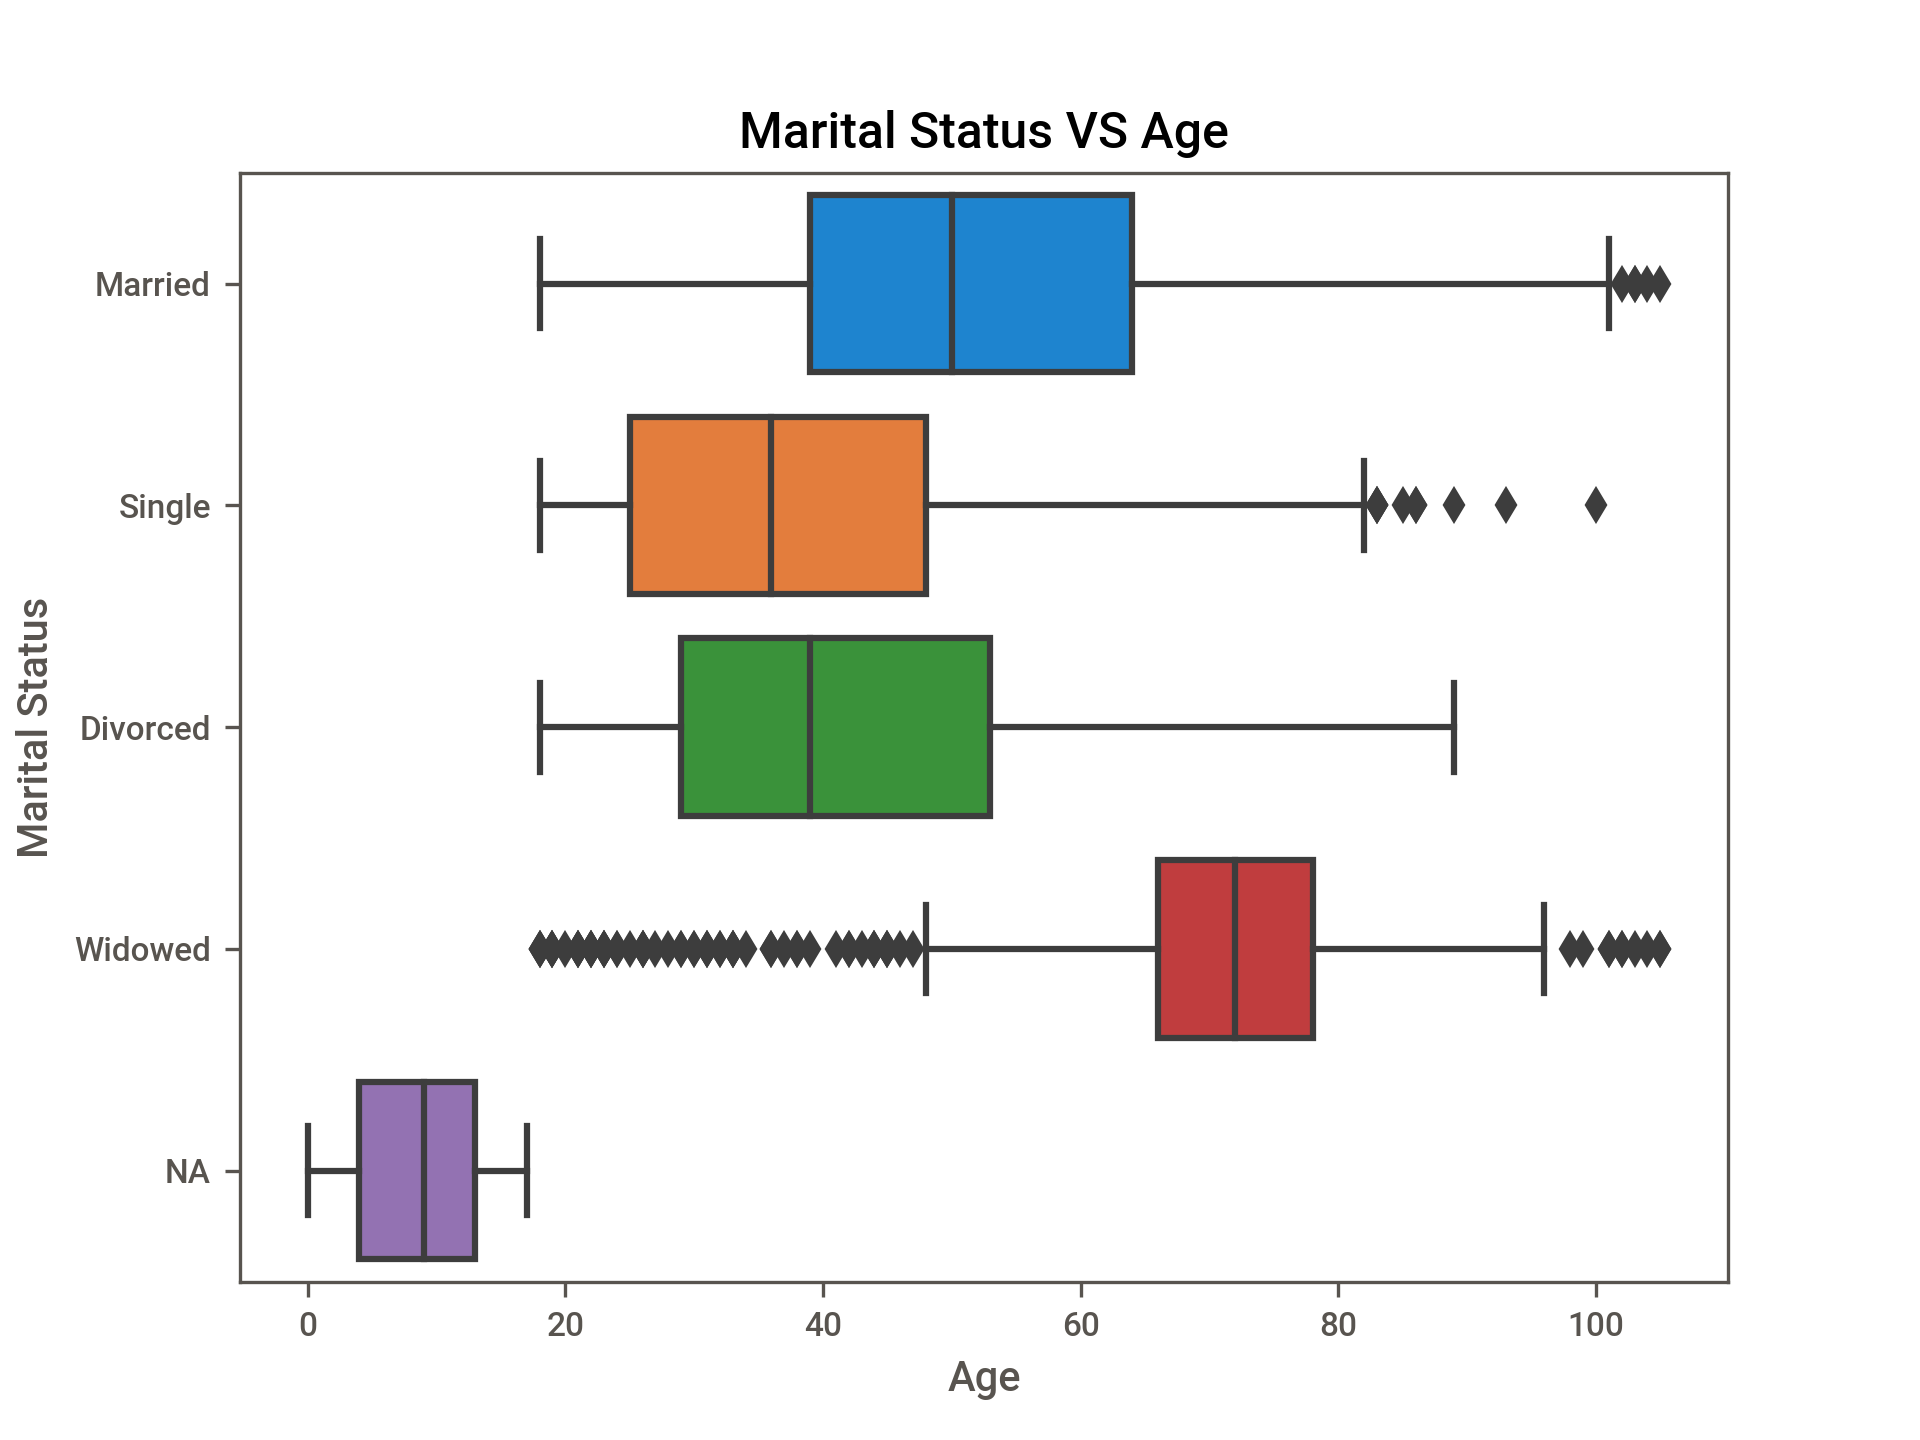 Marital Status VS Age
Marital Status
Married
Single
Divorced
Widowed
NA
0 20 40 60 80 100
Age